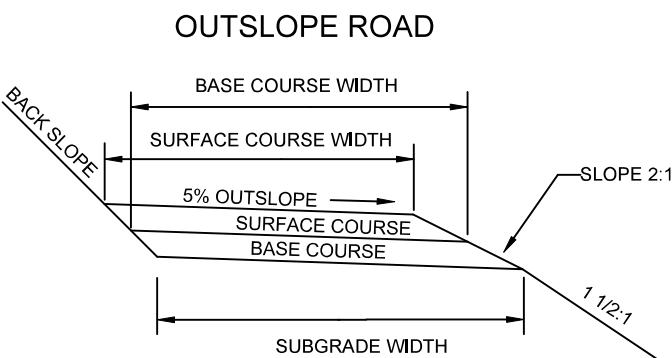 OUTSLOPE ROAD
BASE COURSE WIDTH
BACK SLOPE
SURFACE COURSE WIDTH
SLOPE 2:1
5% OUTSLOPE
SURFACE COURSE
BASE COURSE
1 1/2:1
SUBGRADE WIDTH